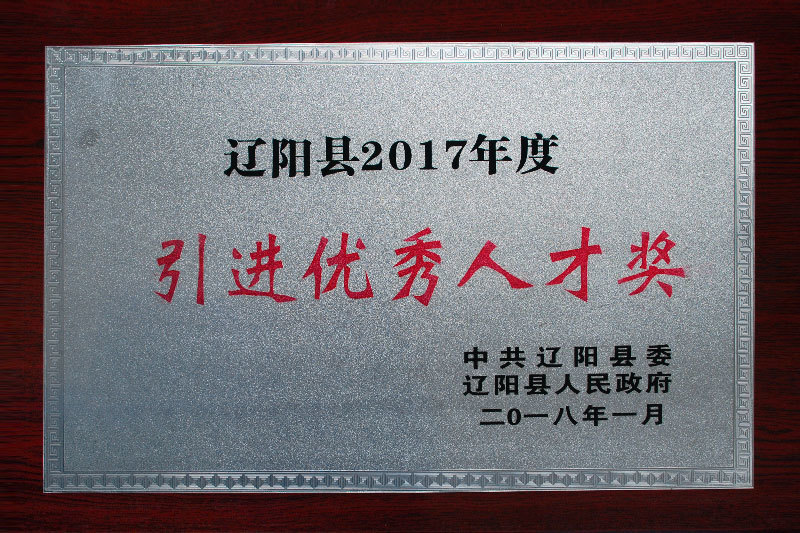 辽阳县2017年度
引进优秀人才奖
中共辽阳县委
辽阳县人民政府
二〇一八年一月